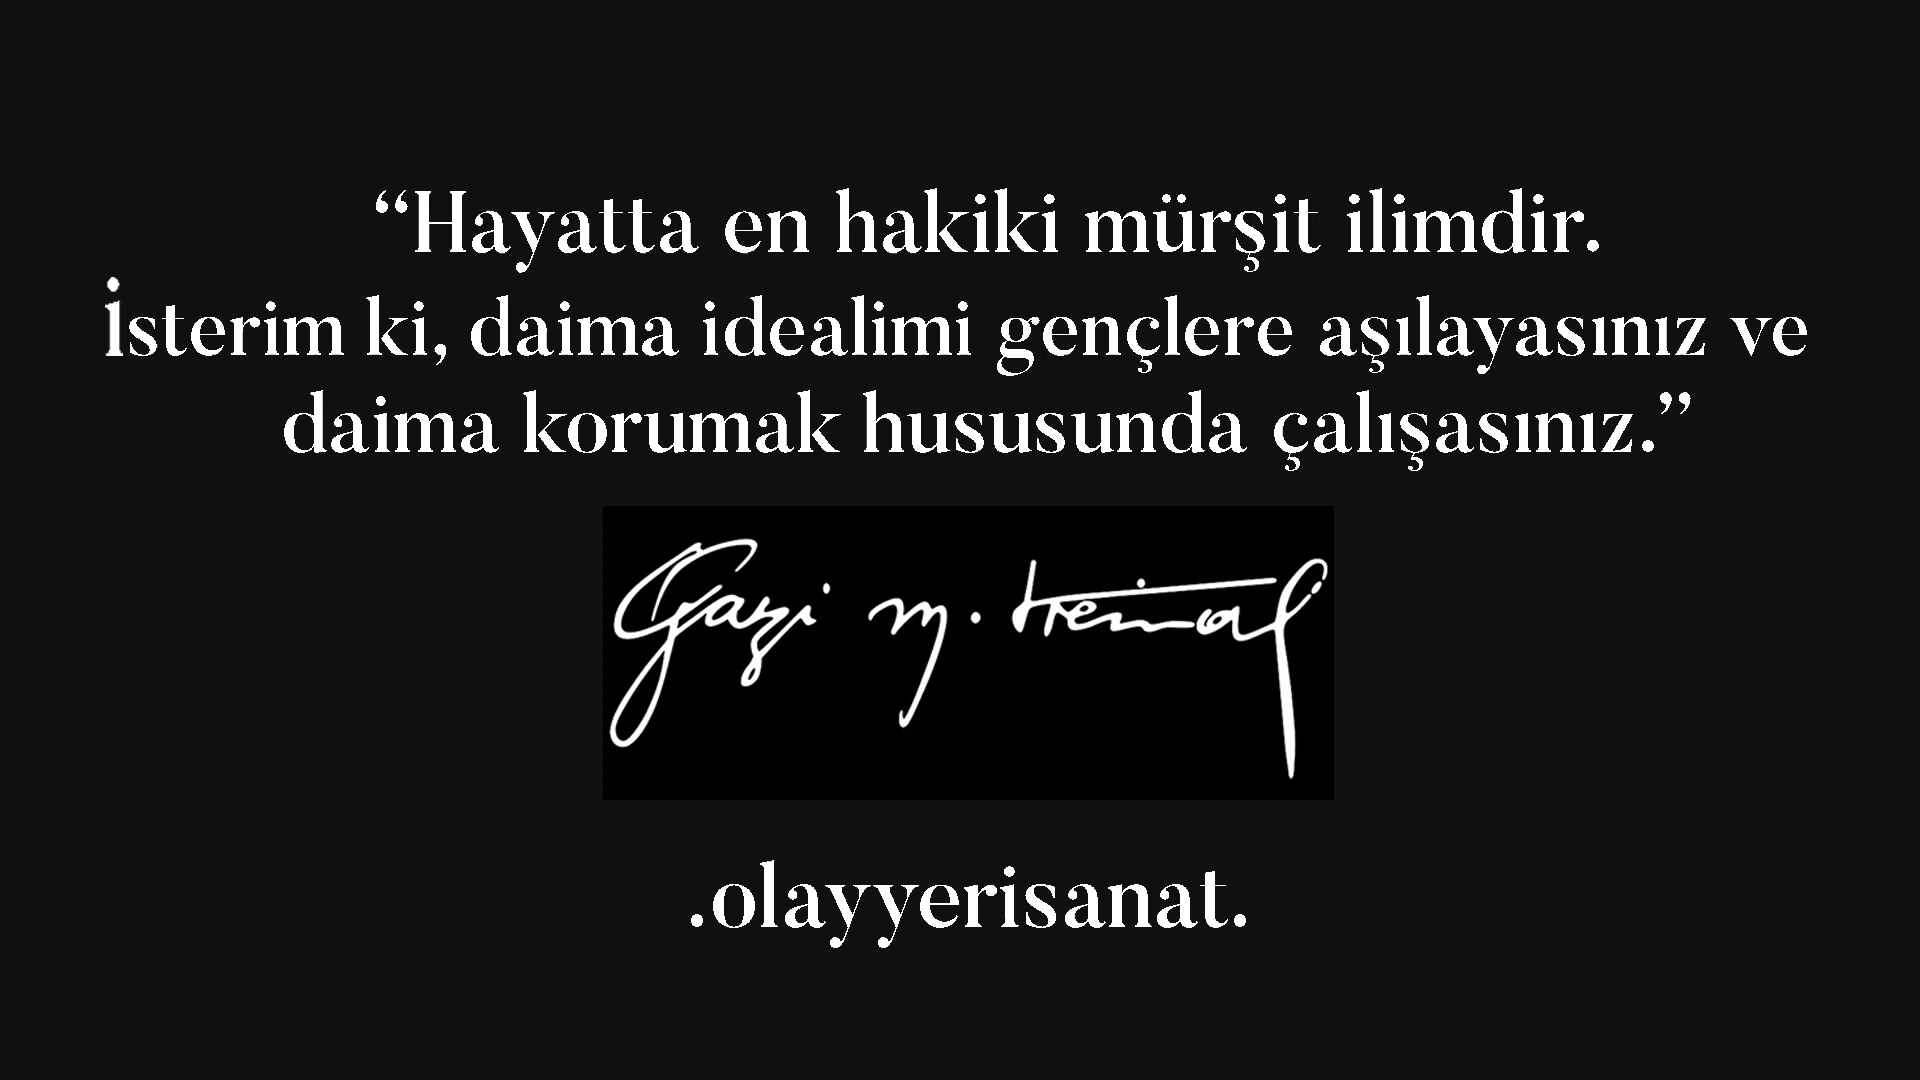 “Hayatta en hakiki mürşit ilimdir.
İsterim ki, daima idealimi gençlere aşılayasınız ve
daima korumak hususunda çalışasınız.”
Gazi M. Kemal
.olayyerisanat.